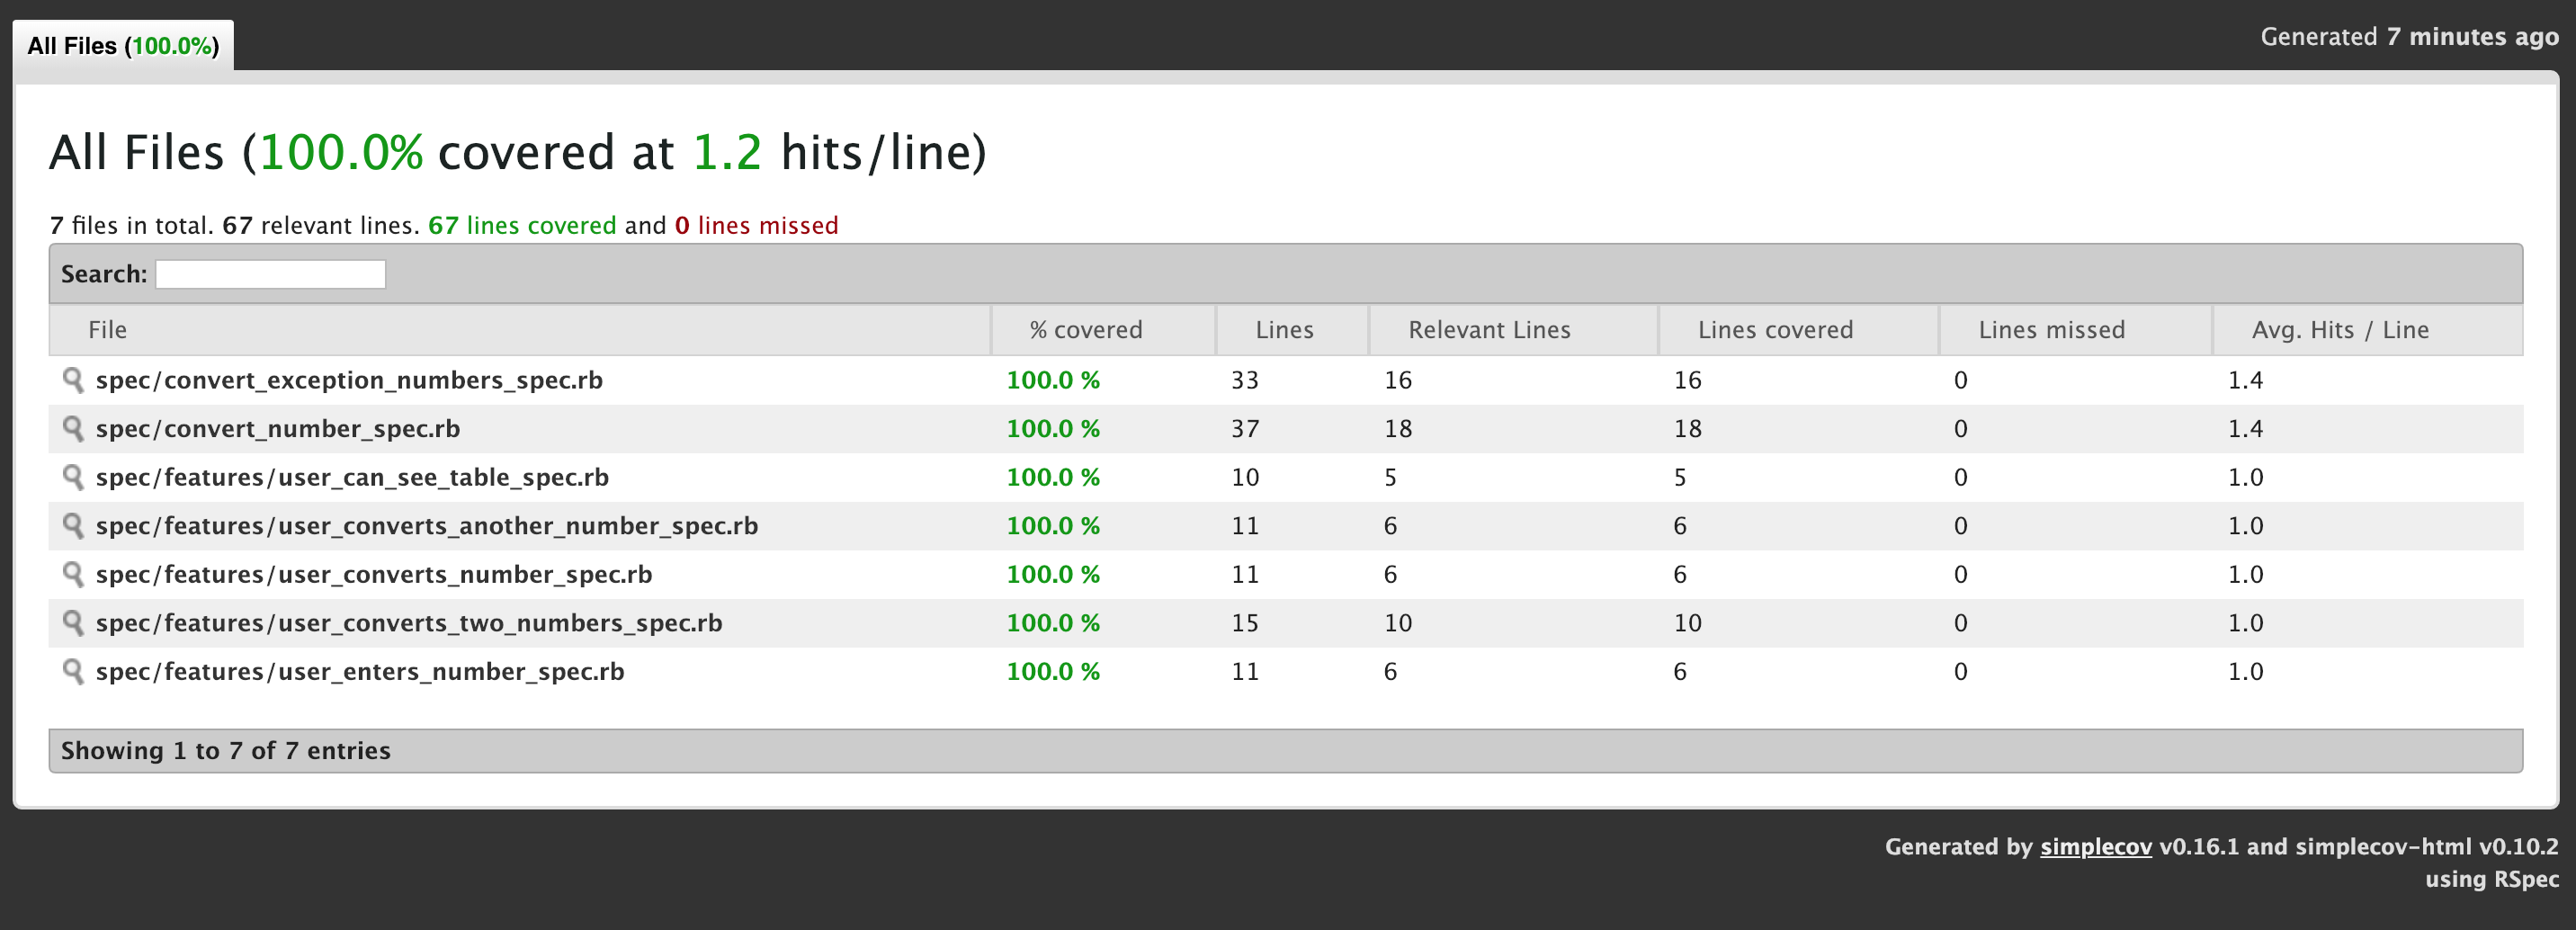 All Files (100.0%)
Generated 7 minutes ago
All Files (100.0% covered at 1.2 hits/line)
7 files in total. 67 relevant lines. 67 lines covered and 0 lines missed
Search:
File % covered Lines Relevant Lines Lines covered Lines missed Avg. Hits / Line
spec/convert_exception_numbers_spec.rb 100.0 % 33 16 16 0 1.4
spec/convert_number_spec.rb 100.0 % 37 18 18 0 1.4
spec/features/user_can_see_table_spec.rb 100.0 % 10 5 5 0 1.0
spec/features/user_converts_another_number_spec.rb 100.0 % 11 6 6 0 1.0
spec/features/user_converts_number_spec.rb 100.0 % 11 6 6 0 1.0
spec/features/user_converts_two_numbers_spec.rb 100.0 % 15 10 10 0 1.0
spec/features/user_enters_number_spec.rb 100.0 % 11 6 6 0 1.0
Showing 1 to 7 of 7 entries
Generated by simplecov v0.16.1 and simplecov-html v0.10.2
using RSpec